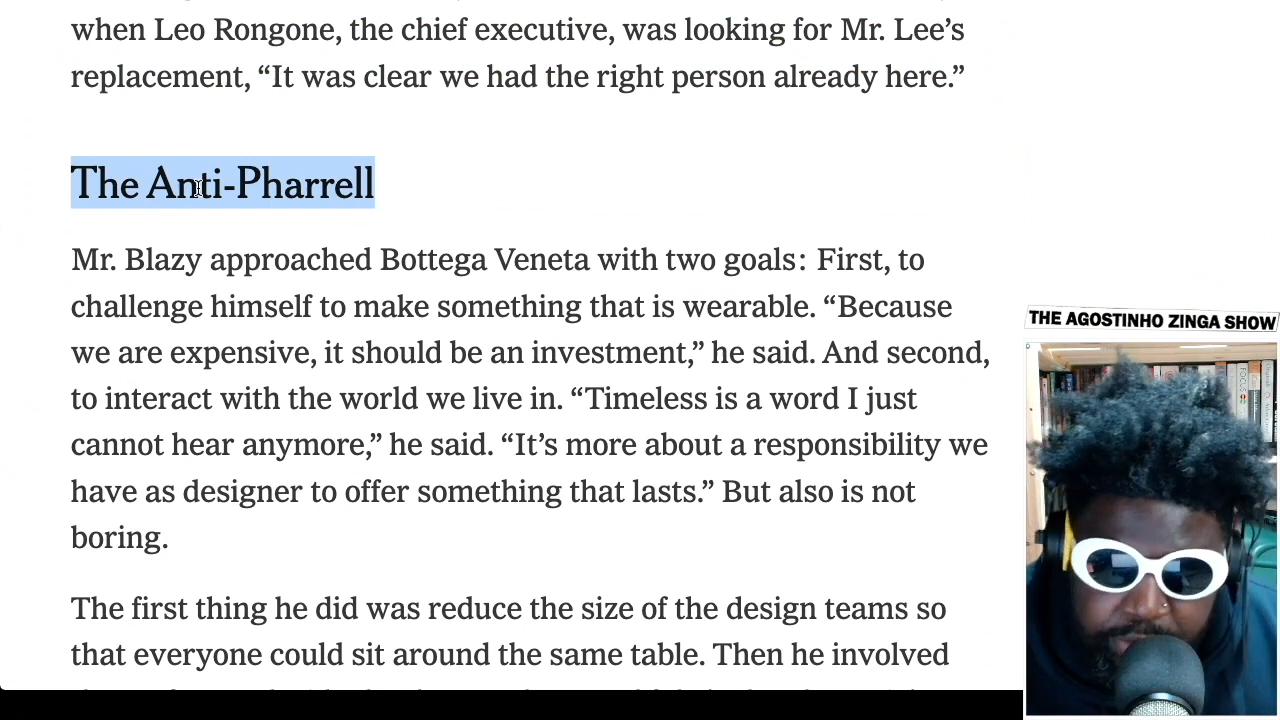 when Leo Rongone, the chief executive, was looking for Mr. Lee’s
replacement, “It was clear we had the right person already here.”
The Anti-Pharrell
Mr. Blazy approached Bottega Veneta with two goals: First, to
challenge himself to make something that is wearable. “Because
we are expensive, it should be an investment,” he said. And second,
to interact with the world we live in. “Timeless is a word I just
cannot hear anymore,” he said. “It’s more about a responsibility we
have as designer to offer something that lasts.” But also is not
boring.
The first thing he did was reduce the size of the design teams so
that everyone could sit around the same table. Then he involved
THE AGOSTINHO ZINGA SHOW
FOCUS